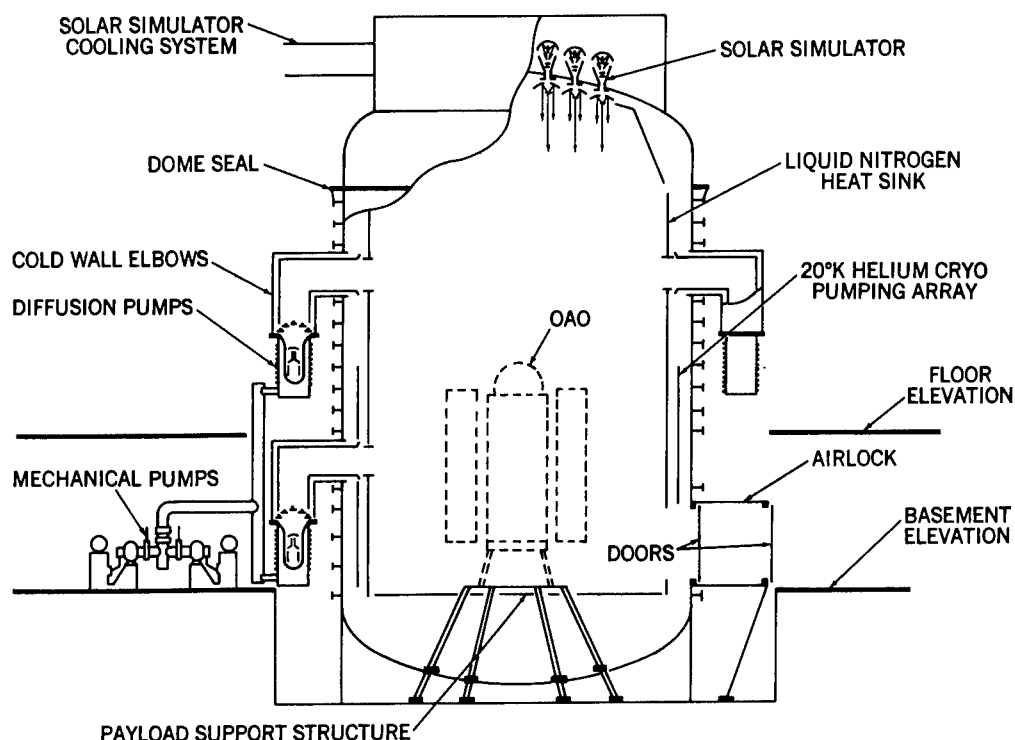 SOLAR SIMULATOR
COOLING SYSTEM
SOLAR SIMULATOR
DOME SEAL
LIQUID NITROGEN
HEAT SINK
COLD WALL ELBOWS
20°K HELIUM CRYO
PUMPING ARRAY
DIFFUSION PUMPS
OAO
FLOOR
ELEVATION
AIRLOCK
MECHANICAL PUMPS
BASEMENT
ELEVATION
DOORS
PAYLOAD SUPPORT STRUCTURE